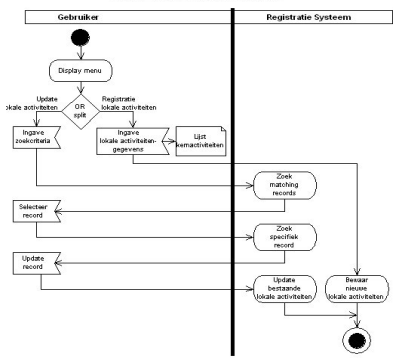 Gebruiker
Registratie Systeem
Display menu
Update
okale activiteiten
OR
split
Registratie
lokale activiteiten
Ingave
zoekcriteria
Ingave
lokale activiteiten-
gegevens
Lijst
kernactiviteiten
Zoek
matching
records
Selecteer
record
Zoek
specifiek
record
Update
record
Update
bestaande
lokale activiteiten
Bewaar
nieuwe
lokale activiteiten